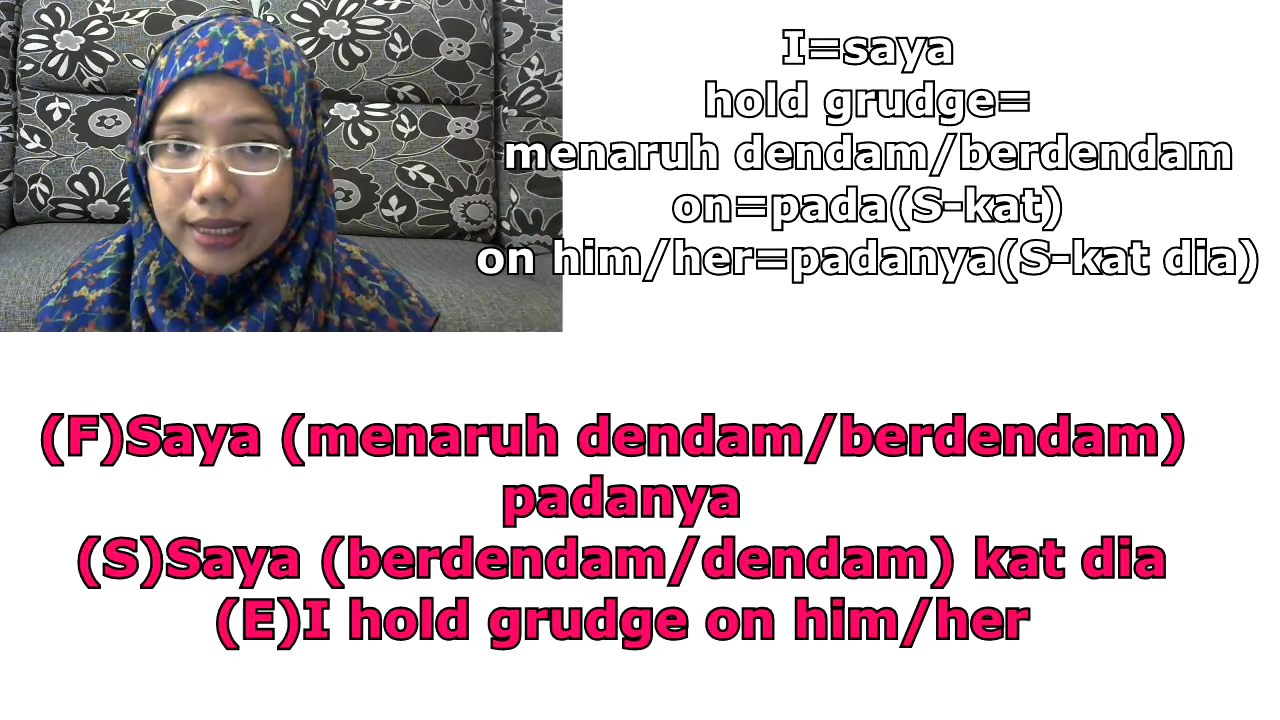 I=saya
hold grudge=
menaruh dendam/berdendam
on=pada(S-kat)
on him/her=padanya(S-kat dia)
(F)Saya (menaruh dendam/berdendam)
padanya
(S)Saya (berdendam/dendam) kat dia
(E)I hold grudge on him/her